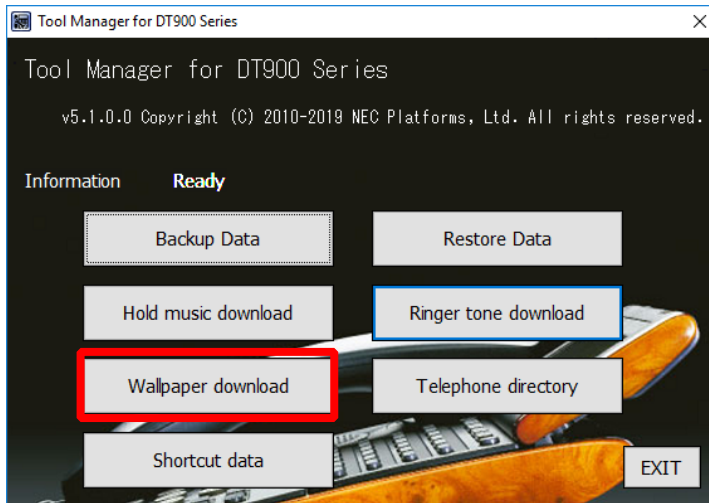 Tool Manager for DT900 Series
Tool Manager for DT900 Series
v5.1.0.0 Copyright (C) 2010-2019 NEC Platforms, Ltd. All rights reserved.
Information Ready
Backup Data Restore Data
Hold music download Ringer tone download
Wallpaper download Telephone directory
Shortcut data EXIT